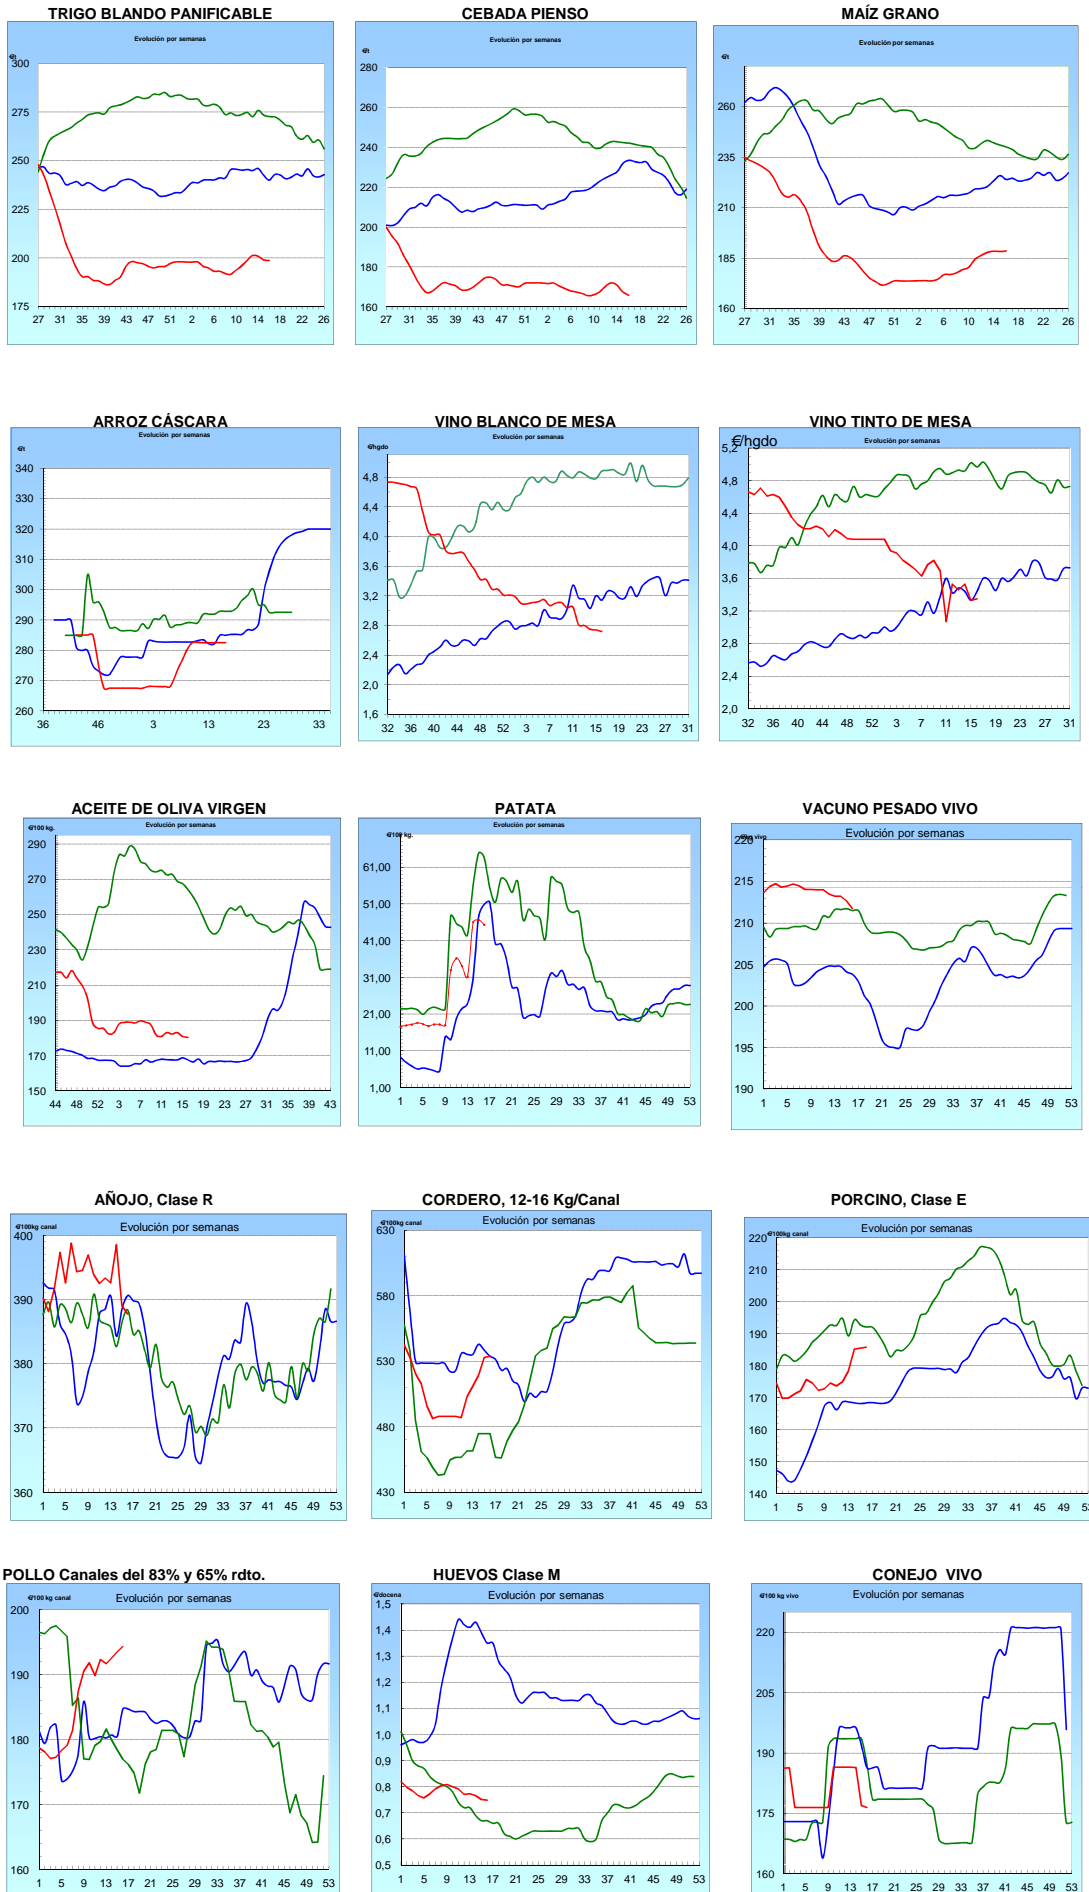 TRIGO BLANDO PANIFICABLE
Evolución por semanas
€/t
300
275
250
225
200
175
27 31 35 39 43 47 51 2 6 10 14 18 22 26
CEBADA PIENSO
Evolución por semanas
€/t
280
260
240
220
200
180
160
27 31 35 39 43 47 51 2 6 10 14 18 22 26
MAÍZ GRANO
Evolución por semanas
€/t
260
235
210
185
160
27 31 35 39 43 47 51 2 6 10 14 18 22 26
ARROZ CÁSCARA
Evolución por semanas
€/t
340
330
320
310
300
290
280
270
260
36 46 3 13 23 33
VINO BLANCO DE MESA
Evolución por semanas
€/hgdo
4,8
4,4
4,0
3,6
3,2
2,8
2,4
2,0
1,6
32 36 40 44 48 52 3 7 11 15 19 23 27 31
VINO TINTO DE MESA
€/hgdo
Evolución por semanas
5,2
4,8
4,4
4,0
3,6
3,2
2,8
2,4
2,0
32 36 40 44 48 52 3 7 11 15 19 23 27 31
ACEITE DE OLIVA VIRGEN
Evolución por semanas
€/100 kg.
290
270
250
230
210
190
170
150
44 48 52 3 7 11 15 19 23 27 31 35 39 43
PATATA
Evolución por semanas
€/100 kg.
61,00
51,00
41,00
31,00
21,00
11,00
1,00
1 5 9 13 17 21 25 29 33 37 41 45 49 53
VACUNO PESADO VIVO
Evolución por semanas
220
215
210
205
200
195
190
1 5 9 13 17 21 25 29 33 37 41 45 49 53
AÑOJO, Clase R
€/100kg canal
Evolución por semanas
400
390
380
370
360
1 5 9 13 17 21 25 29 33 37 41 45 49 53
CORDERO, 12-16 Kg/Canal
€/100kg canal
Evolución por semanas
630
580
530
480
430
1 5 9 13 17 21 25 29 33 37 41 45 49 53
PORCINO, Clase E
€/100kg canal
Evolución por semanas
220
210
200
190
180
170
160
150
140
1 5 9 13 17 21 25 29 33 37 41 45 49
POLLO Canales del 83% y 65% rdto.
€/100 kg canal
Evolución por semanas
200
190
180
170
160
1 5 9 13 17 21 25 29 33 37 41 45 49 53
HUEVOS Clase M
€/docena
Evolución por semanas
1,5
1,4
1,3
1,2
1,1
1,0
0,9
0,8
0,7
0,6
0,5
1 5 9 13 17 21 25 29 33 37 41 45 49 53
CONEJO VIVO
€/100 kg vivo
Evolución por semanas
220
205
190
175
160
1 5 9 13 17 21 25 29 33 37 41 45 49 53